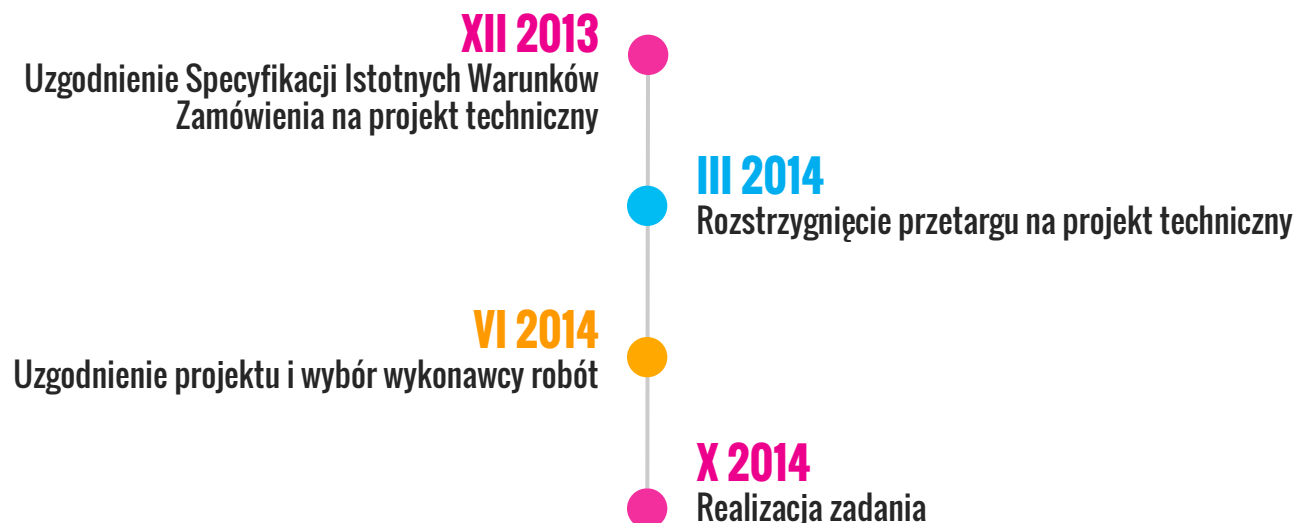 XII 2013
Uzgodnienie Specyfikacji Istotnych Warunków
Zamówienia na projekt techniczny
III 2014
Rozstrzygnięcie przetargu na projekt techniczny
VI 2014
Uzgodnienie projektu i wybór wykonawcy robót
X 2014
Realizacja zadania